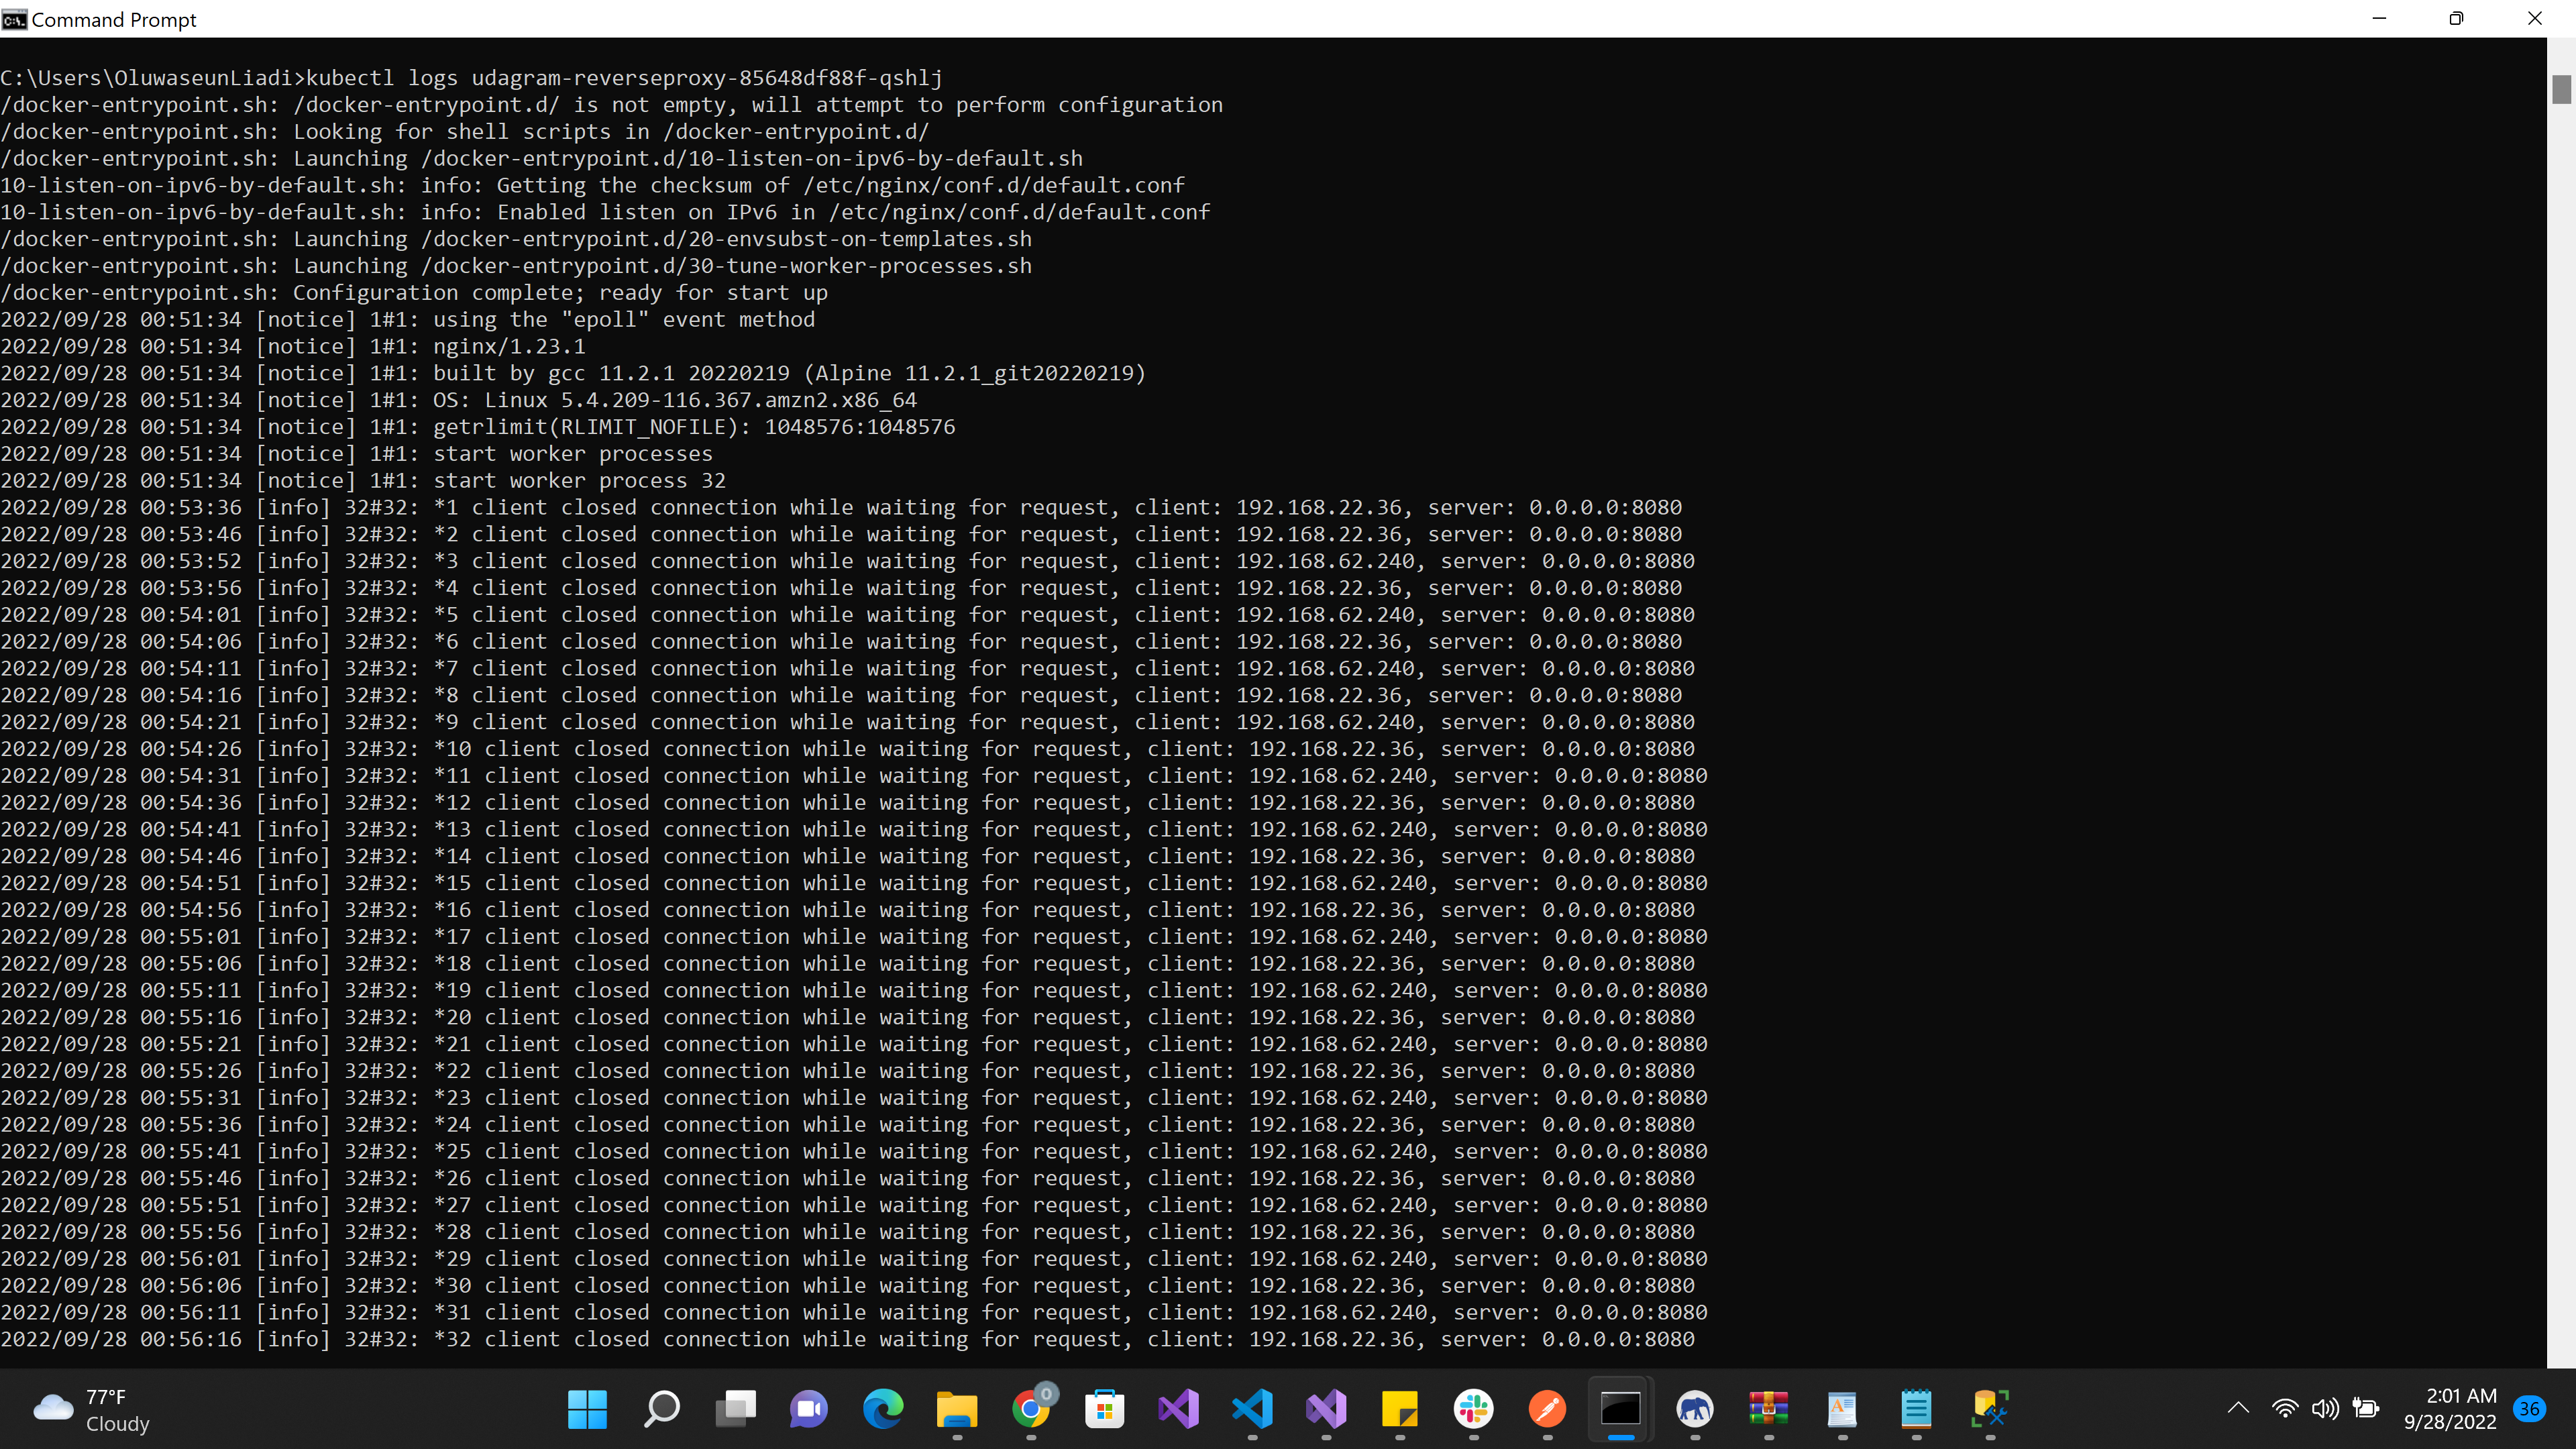 Command Prompt
C:\Users\OluwaseunLiadi>kubectl logs udagram-reverseproxy-85648df88f-qshlj
/docker-entrypoint.sh: /docker-entrypoint.d/ is not empty, will attempt to perform configuration
/docker-entrypoint.sh: Looking for shell scripts in /docker-entrypoint.d/
/docker-entrypoint.sh: Launching /docker-entrypoint.d/10-listen-on-ipv6-by-default.sh
10-listen-on-ipv6-by-default.sh: info: Getting the checksum of /etc/nginx/conf.d/default.conf
10-listen-on-ipv6-by-default.sh: info: Enabled listen on IPv6 in /etc/nginx/conf.d/default.conf
/docker-entrypoint.sh: Launching /docker-entrypoint.d/20-envsubst-on-templates.sh
/docker-entrypoint.sh: Launching /docker-entrypoint.d/30-tune-worker-processes.sh
/docker-entrypoint.sh: Configuration complete; ready for start up
2022/09/28 00:51:34 [notice] 1#1: using the "epoll" event method
2022/09/28 00:51:34 [notice] 1#1: nginx/1.23.1
2022/09/28 00:51:34 [notice] 1#1: built by gcc 11.2.1 20220219 (Alpine 11.2.1_git20220219)
2022/09/28 00:51:34 [notice] 1#1: OS: Linux 5.4.209-116.367.amzn2.x86_64
2022/09/28 00:51:34 [notice] 1#1: getrlimit(RLIMIT_NOFILE): 1048576:1048576
2022/09/28 00:51:34 [notice] 1#1: start worker processes
2022/09/28 00:51:34 [notice] 1#1: start worker process 32
2022/09/28 00:53:36 [info] 32#32: *1 client closed connection while waiting for request, client: 192.168.22.36, server: 0.0.0.0:8080
2022/09/28 00:53:46 [info] 32#32: *2 client closed connection while waiting for request, client: 192.168.22.36, server: 0.0.0.0:8080
2022/09/28 00:53:52 [info] 32#32: *3 client closed connection while waiting for request, client: 192.168.62.240, server: 0.0.0.0:8080
2022/09/28 00:53:56 [info] 32#32: *4 client closed connection while waiting for request, client: 192.168.22.36, server: 0.0.0.0:8080
2022/09/28 00:54:01 [info] 32#32: *5 client closed connection while waiting for request, client: 192.168.62.240, server: 0.0.0.0:8080
2022/09/28 00:54:06 [info] 32#32: *6 client closed connection while waiting for request, client: 192.168.22.36, server: 0.0.0.0:8080
2022/09/28 00:54:11 [info] 32#32: *7 client closed connection while waiting for request, client: 192.168.62.240, server: 0.0.0.0:8080
2022/09/28 00:54:16 [info] 32#32: *8 client closed connection while waiting for request, client: 192.168.22.36, server: 0.0.0.0:8080
2022/09/28 00:54:21 [info] 32#32: *9 client closed connection while waiting for request, client: 192.168.62.240, server: 0.0.0.0:8080
2022/09/28 00:54:26 [info] 32#32: *10 client closed connection while waiting for request, client: 192.168.22.36, server: 0.0.0.0:8080
2022/09/28 00:54:31 [info] 32#32: *11 client closed connection while waiting for request, client: 192.168.62.240, server: 0.0.0.0:8080
2022/09/28 00:54:36 [info] 32#32: *12 client closed connection while waiting for request, client: 192.168.22.36, server: 0.0.0.0:8080
2022/09/28 00:54:41 [info] 32#32: *13 client closed connection while waiting for request, client: 192.168.62.240, server: 0.0.0.0:8080
2022/09/28 00:54:46 [info] 32#32: *14 client closed connection while waiting for request, client: 192.168.22.36, server: 0.0.0.0:8080
2022/09/28 00:54:51 [info] 32#32: *15 client closed connection while waiting for request, client: 192.168.62.240, server: 0.0.0.0:8080
2022/09/28 00:54:56 [info] 32#32: *16 client closed connection while waiting for request, client: 192.168.22.36, server: 0.0.0.0:8080
2022/09/28 00:55:01 [info] 32#32: *17 client closed connection while waiting for request, client: 192.168.62.240, server: 0.0.0.0:8080
2022/09/28 00:55:06 [info] 32#32: *18 client closed connection while waiting for request, client: 192.168.22.36, server: 0.0.0.0:8080
2022/09/28 00:55:11 [info] 32#32: *19 client closed connection while waiting for request, client: 192.168.62.240, server: 0.0.0.0:8080
2022/09/28 00:55:16 [info] 32#32: *20 client closed connection while waiting for request, client: 192.168.22.36, server: 0.0.0.0:8080
2022/09/28 00:55:21 [info] 32#32: *21 client closed connection while waiting for request, client: 192.168.62.240, server: 0.0.0.0:8080
2022/09/28 00:55:26 [info] 32#32: *22 client closed connection while waiting for request, client: 192.168.22.36, server: 0.0.0.0:8080
2022/09/28 00:55:31 [info] 32#32: *23 client closed connection while waiting for request, client: 192.168.62.240, server: 0.0.0.0:8080
2022/09/28 00:55:36 [info] 32#32: *24 client closed connection while waiting for request, client: 192.168.22.36, server: 0.0.0.0:8080
2022/09/28 00:55:41 [info] 32#32: *25 client closed connection while waiting for request, client: 192.168.62.240, server: 0.0.0.0:8080
2022/09/28 00:55:46 [info] 32#32: *26 client closed connection while waiting for request, client: 192.168.22.36, server: 0.0.0.0:8080
2022/09/28 00:55:51 [info] 32#32: *27 client closed connection while waiting for request, client: 192.168.62.240, server: 0.0.0.0:8080
2022/09/28 00:55:56 [info] 32#32: *28 client closed connection while waiting for request, client: 192.168.22.36, server: 0.0.0.0:8080
2022/09/28 00:56:01 [info] 32#32: *29 client closed connection while waiting for request, client: 192.168.62.240, server: 0.0.0.0:8080
2022/09/28 00:56:06 [info] 32#32: *30 client closed connection while waiting for request, client: 192.168.22.36, server: 0.0.0.0:8080
2022/09/28 00:56:11 [info] 32#32: *31 client closed connection while waiting for request, client: 192.168.62.240, server: 0.0.0.0:8080
2022/09/28 00:56:16 [info] 32#32: *32 client closed connection while waiting for request, client: 192.168.22.36, server: 0.0.0.0:8080
77°F
Cloudy
0
2:01 AM
9/28/2022
36